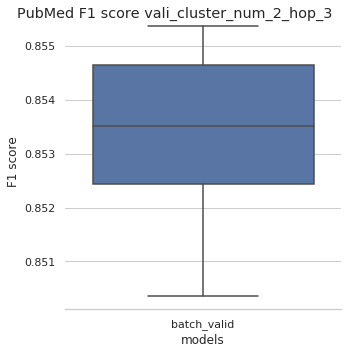 PubMed F1 score vali_cluster_num_2_hop_3
0.855
0.854
0.853
0.852
0.851
F1 score
batch_valid
models